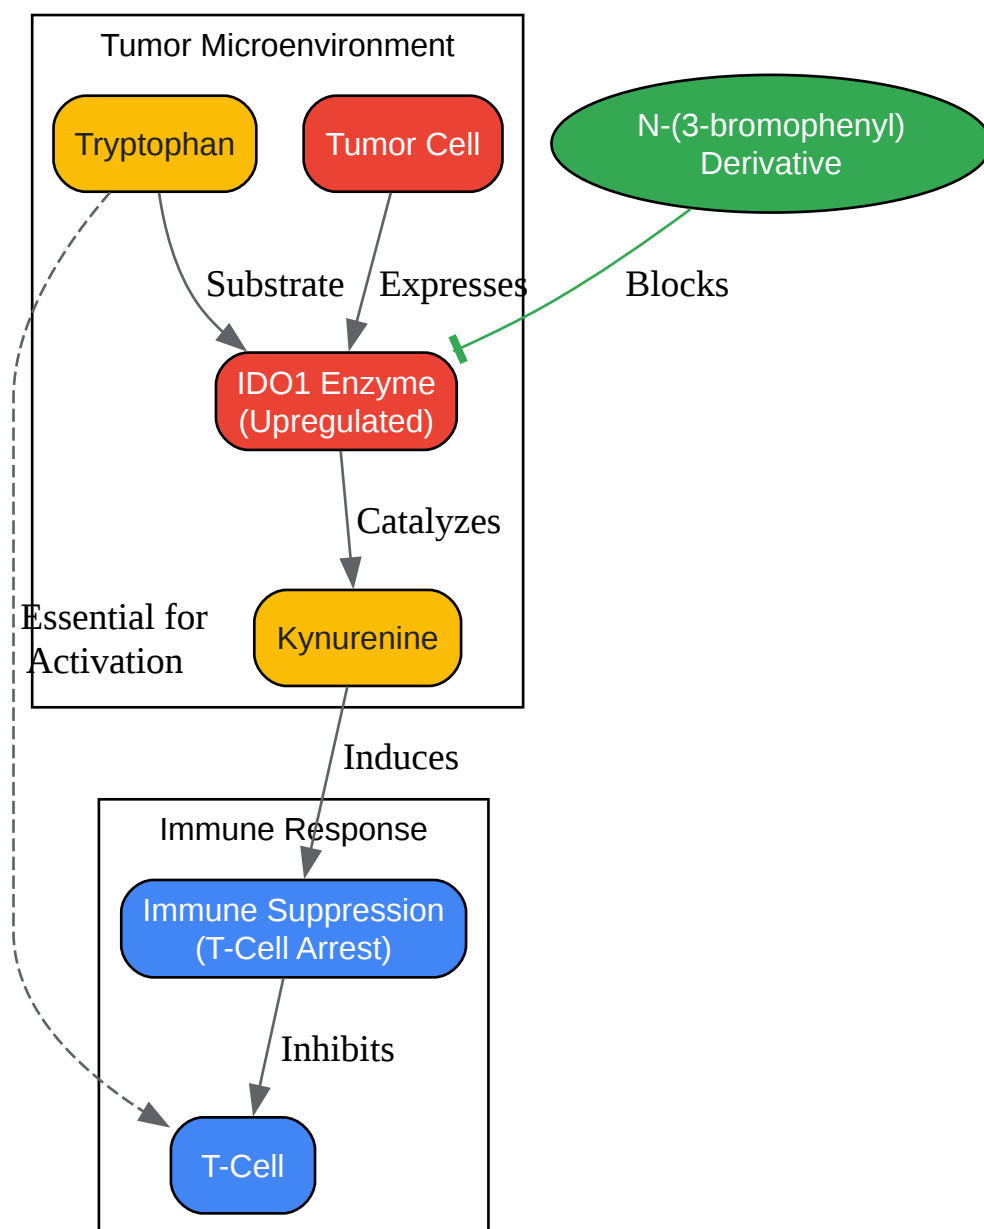 Tumor Microenvironment
Tryptophan
Tumor Cell
N-(3-bromophenyl)
Derivative
Substrate
Expresses
Blocks
IDO1 Enzyme
(Upregulated)
Catalyzes
Essential for
Activation
Kynurenine
Induces
Immune Response
Immune Suppression
(T-Cell Arrest)
Inhibits
T-Cell